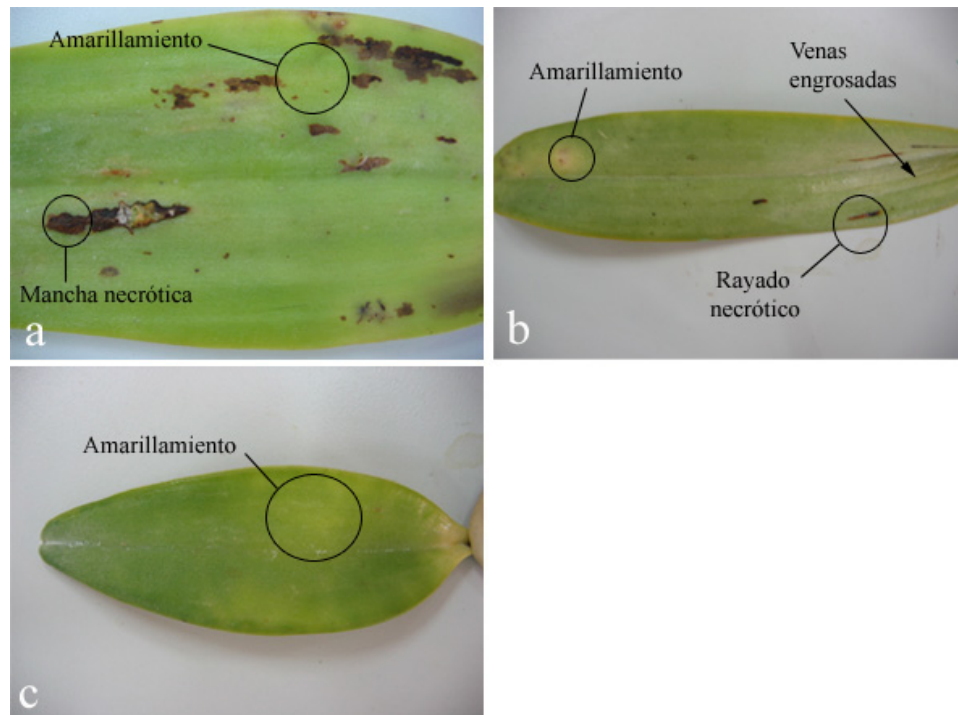 Amarillamiento
Mancha necrótica
a
Amarillamiento
Venas
engrosadas
Rayado
necrótico
b
Amarillamiento
c